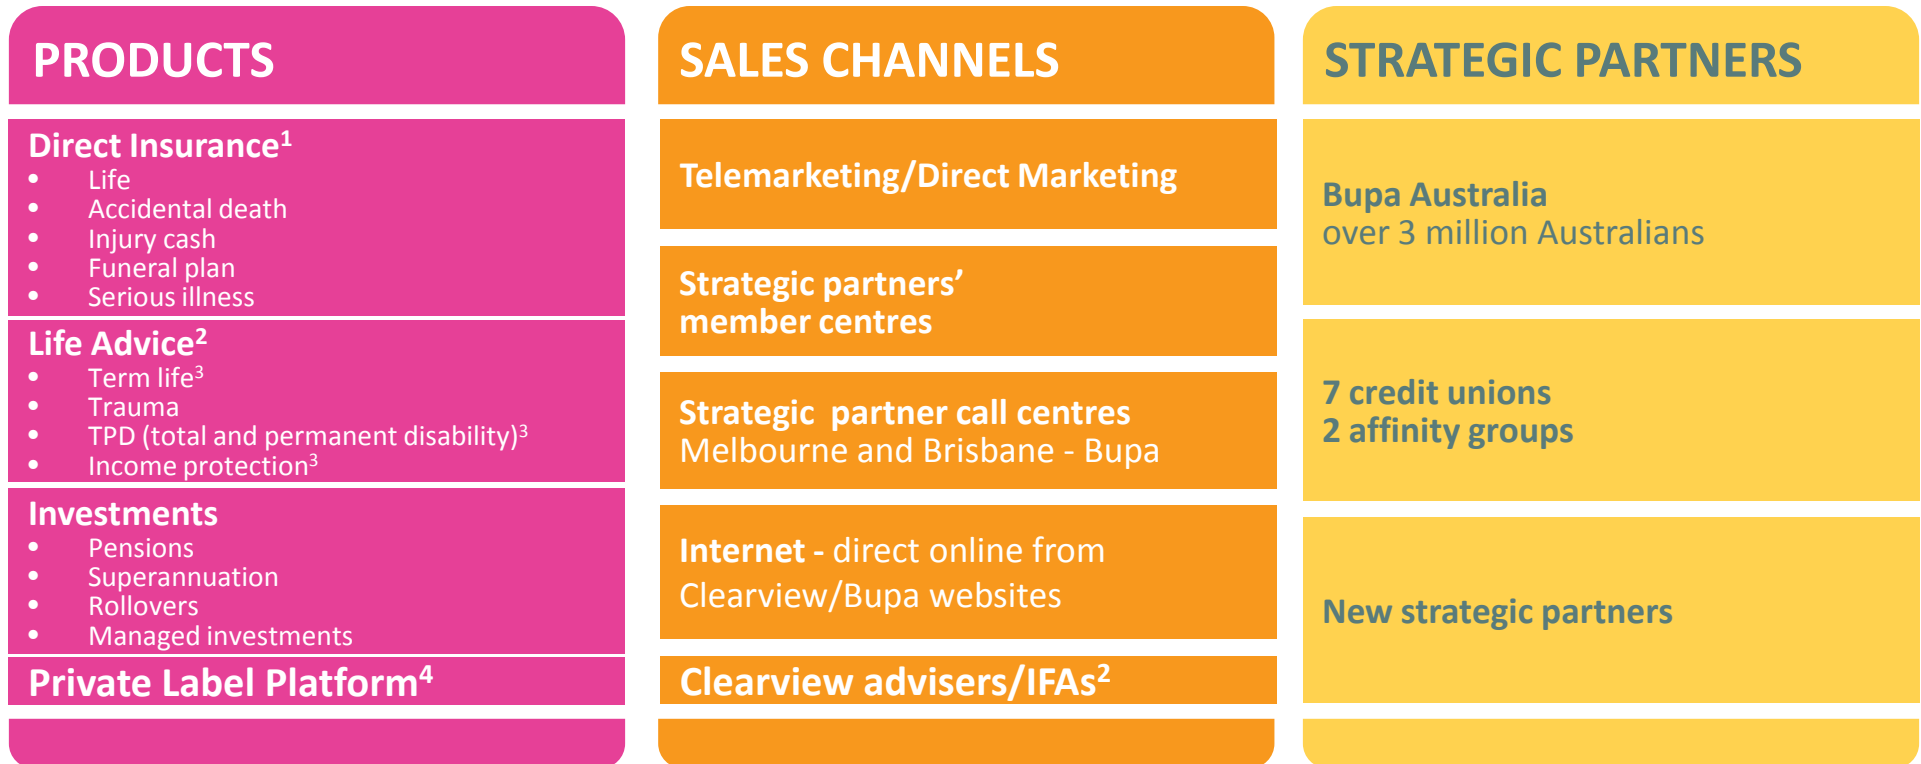 PRODUCTS
Direct Insurance¹
• Life
• Accidental death
• Injury cash
• Funeral plan
• Serious illness
Life Advice²
• Term life³
• Trauma
• TPD (total and permanent disability)³
• Income protection³
Investments
• Pensions
• Superannuation
• Rollovers
• Managed investments
Private Label Platform⁴
SALES CHANNELS
Telemarketing/Direct Marketing
Strategic partners’
member centres
Strategic partner call centres
Melbourne and Brisbane - Bupa
Internet - direct online from
Clearview/Bupa websites
Clearview advisers/IFAs²
STRATEGIC PARTNERS
Bupa Australia
over 3 million Australians
7 credit unions
2 affinity groups
New strategic partners